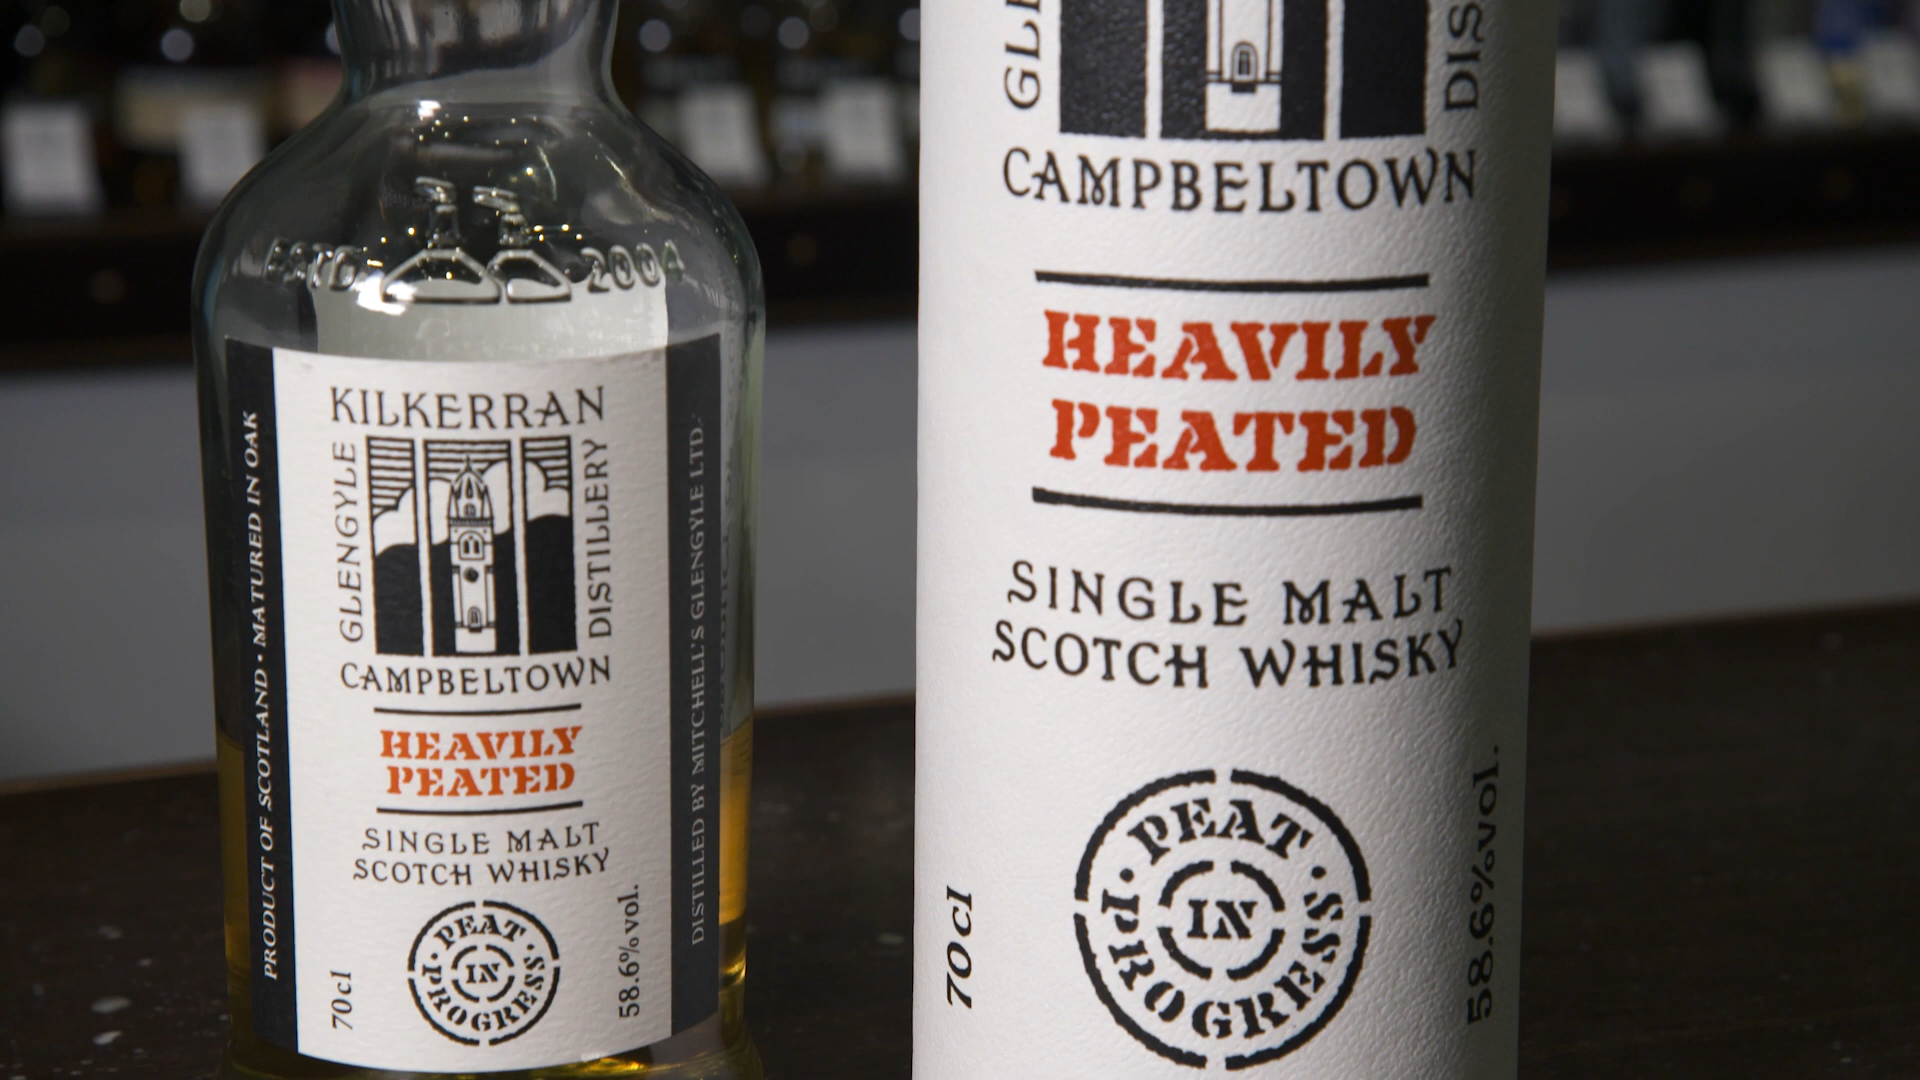 ESTD. 2004
PRODUCT OF SCOTLAND • MATURED IN OAK
KILKERRAN
GLENGYLE
DISTILLERY
CAMPBELTOWN
HEAVILY
PEATED
SINGLE MALT
SCOTCH WHISKY
PEAT
IN
PROGRESS
70cl
58.6%vol.
DISTILLED BY MITCHELL'S GLENGYLE LTD.
CAMPBELTOWN
HEAVILY
PEATED
SINGLE MALT
SCOTCH WHISKY
PEAT
IN
PROGRESS
70cl
58.6%vol.